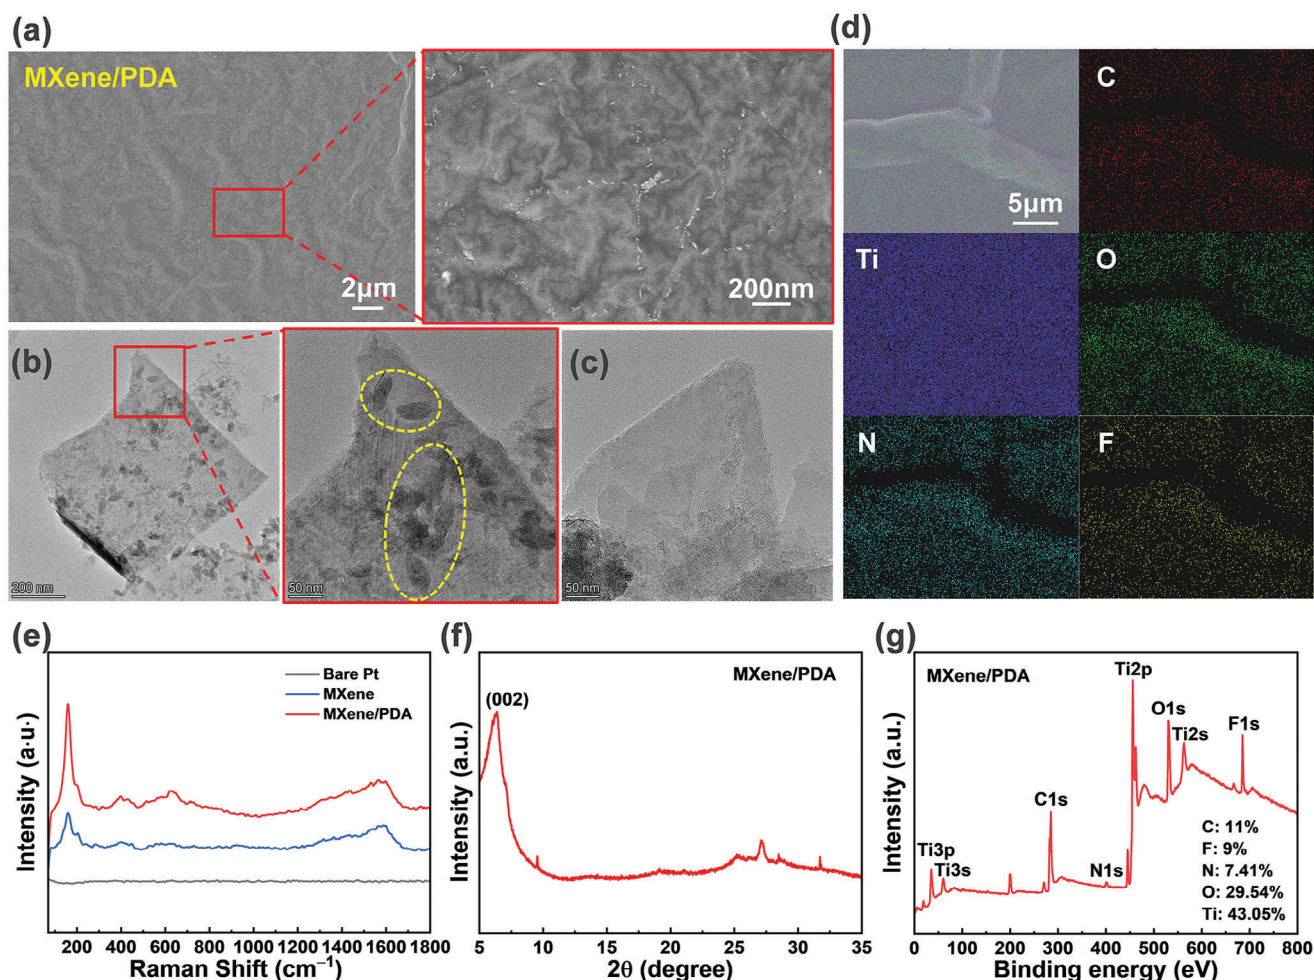 (a)
MXene/PDA
2μm
200nm
(b)
200 nm
50 nm
(c)
50 nm
(d)
5μm
C
Ti
O
N
F
(e)
Intensity (a·u·)
Bare Pt
MXene
MXene/PDA
200 400 600 800 1000 1200 1400 1600 1800
Raman Shift (cm⁻¹)
(f)
Intensity (a.u.)
(002)
MXene/PDA
5 10 15 20 25 30 35
2θ (degree)
(g)
Intensity (a.u.)
MXene/PDA
Ti3p
Ti3s
C1s
N1s
Ti2p
O1s
Ti2s
F1s
C: 11%
F: 9%
N: 7.41%
O: 29.54%
Ti: 43.05%
0 100 200 300 400 500 600 700 800
Binding energy (eV)